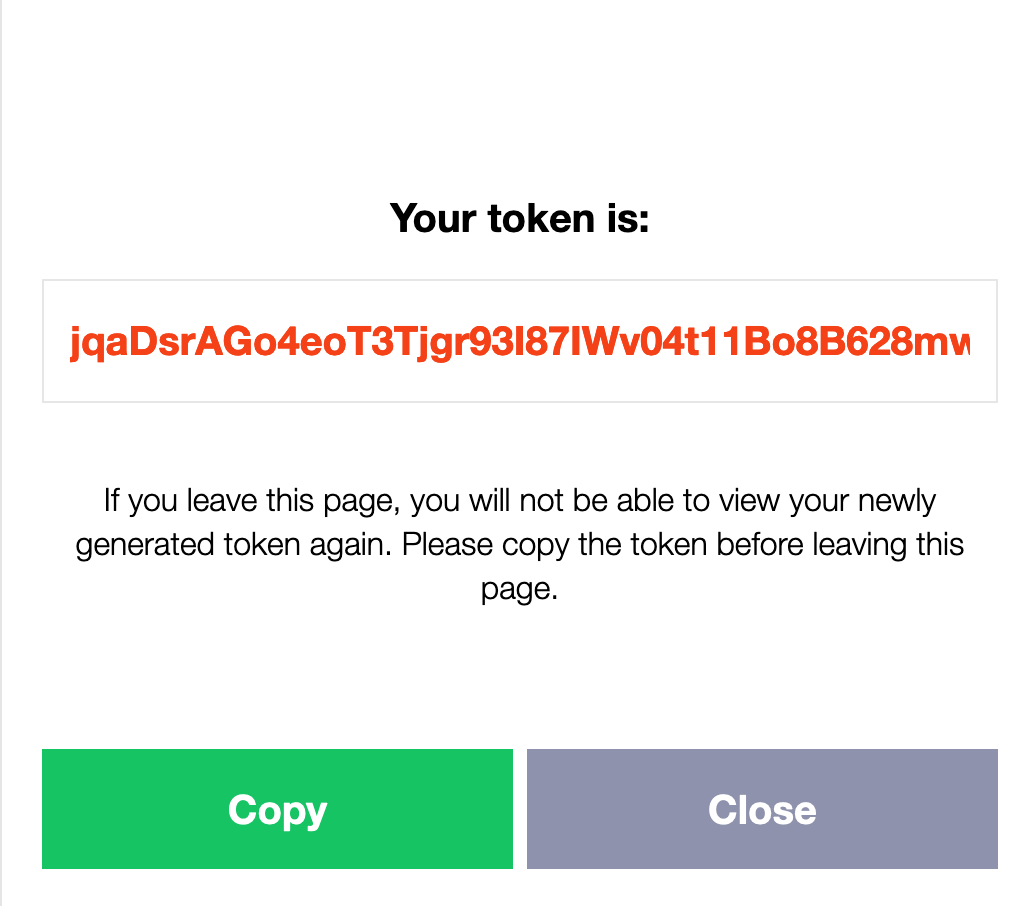 Your token is:
jqaDsrAGo4eoT3Tjgr93I87IWv04t11Bo8B628mw
If you leave this page, you will not be able to view your newly
generated token again. Please copy the token before leaving this
page.
Copy Close